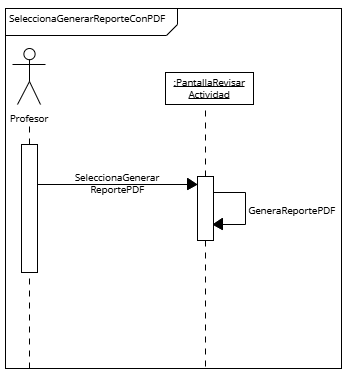 SeleccionaGenerarReporteConPDF
:PantallaRevisar
Actividad
Profesor
SeleccionaGenerar
ReportePDF
GeneraReportePDF